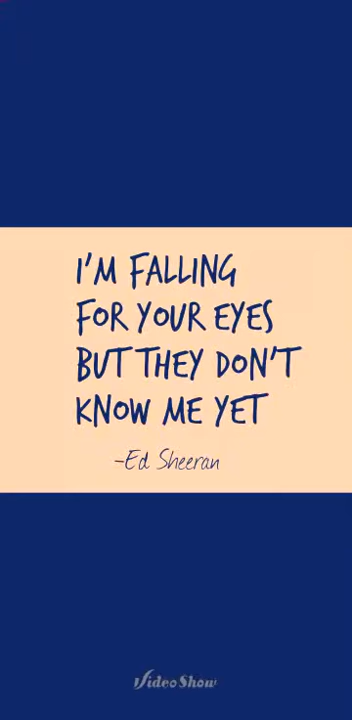 I'M FALLING
FOR YOUR EYES
BUT THEY DON'T
KNOW ME YET
-Ed Sheeran
VideoShow